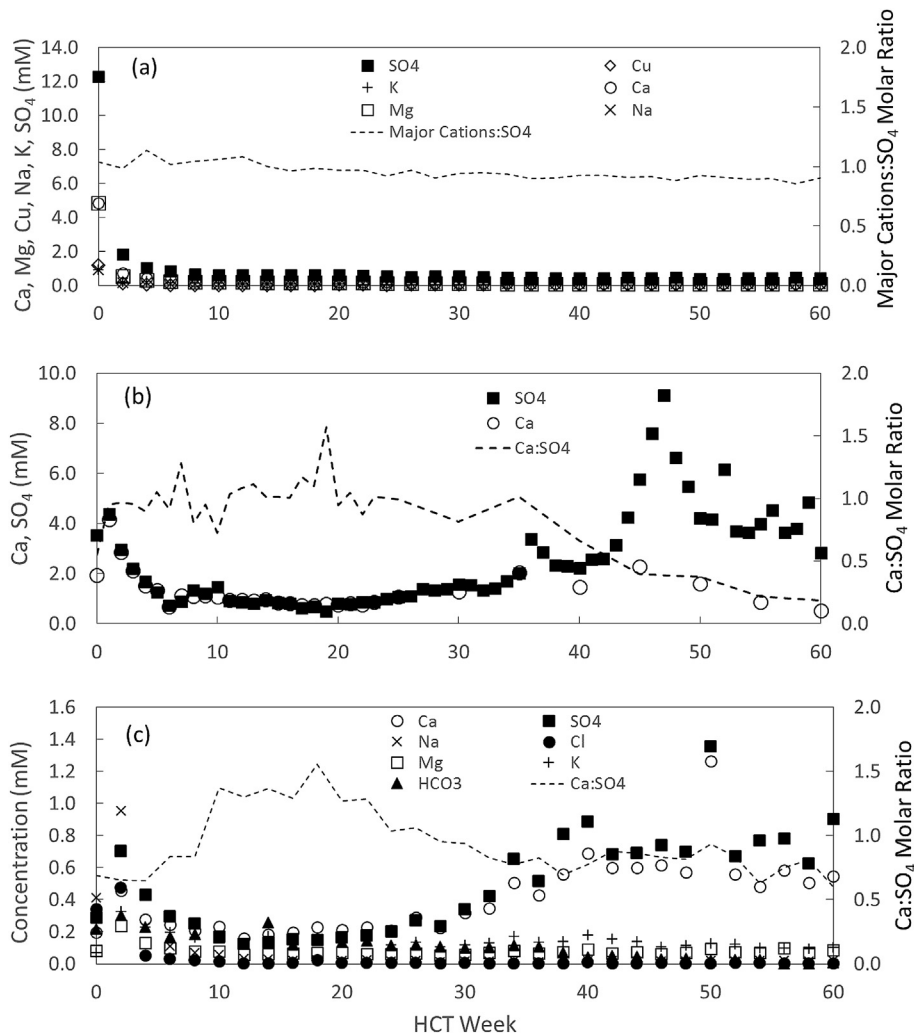 (a)
SO4 Cu
K Ca
Mg Na
Major Cations:SO4
Ca, Mg, Cu, Na, K, SO₄ (mM)
14.0
12.0
10.0
8.0
6.0
4.0
2.0
0.0
Major Cations:SO₄ Molar Ratio
2.0
1.5
1.0
0.5
0.0
0 10 20 30 40 50 60
(b)
SO4
Ca
Ca:SO4
Ca, SO₄ (mM)
10.0
8.0
6.0
4.0
2.0
0.0
Ca:SO₄ Molar Ratio
2.0
1.5
1.0
0.5
0.0
0 10 20 30 40 50 60
(c)
Ca SO4
Na Cl
Mg K
HCO3 Ca:SO4
Concentration (mM)
1.6
1.4
1.2
1.0
0.8
0.6
0.4
0.2
0.0
Ca:SO₄ Molar Ratio
2.0
1.5
1.0
0.5
0.0
0 10 20 30 40 50 60
HCT Week